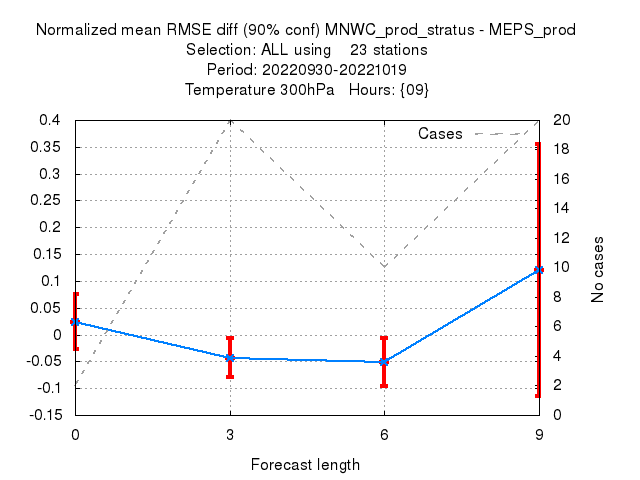 Normalized mean RMSE diff (90% conf) MNWC_prod_stratus - MEPS_prod
Selection: ALL using    23 stations
Period: 20220930-20221019
Temperature 300hPa   Hours: {09}
Cases
0.4
0.35
0.3
0.25
0.2
0.15
0.1
0.05
0
-0.05
-0.1
-0.15
20
18
16
14
12
10
8
6
4
2
0
No cases
0 3 6 9
Forecast length